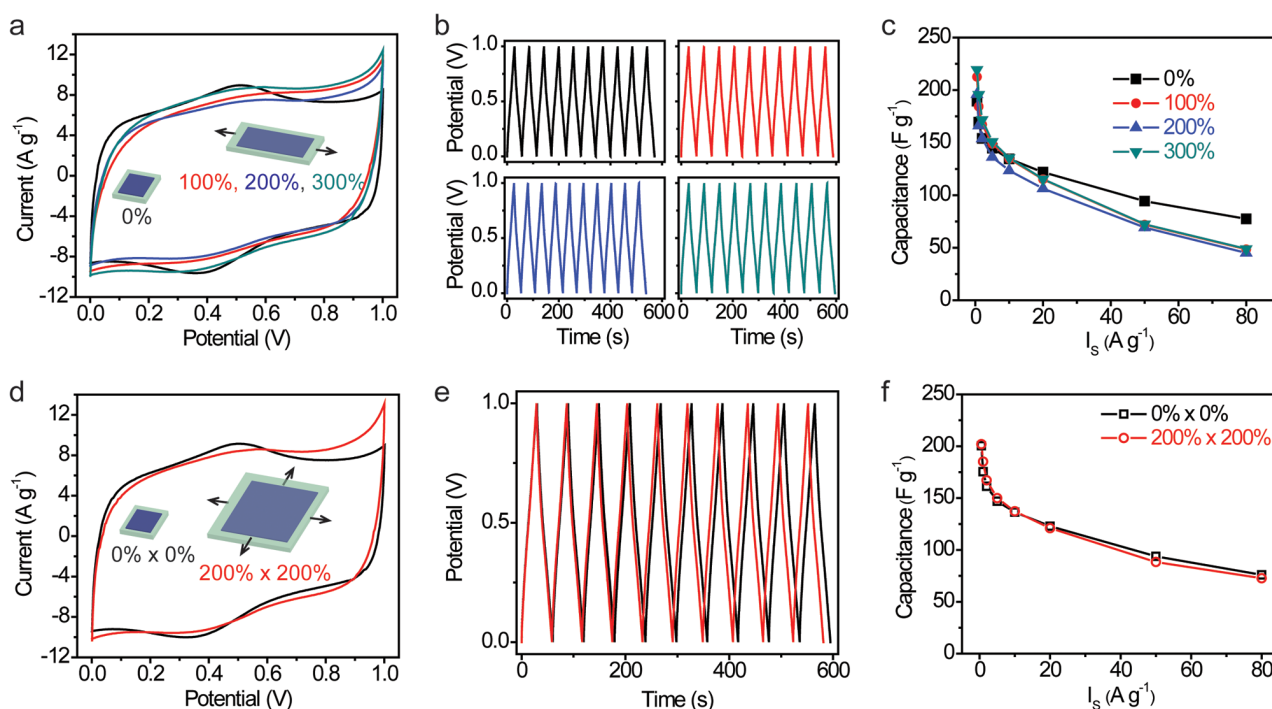 a
12
8
4
0
-4
-8
-12
Current (A g⁻¹)
0%
100%, 200%, 300%
0.0 0.2 0.4 0.6 0.8 1.0
Potential (V)
b
1.0
0.5
0.0
Potential (V)
1.0
0.5
0.0
Potential (V)
0 200 400 600
0 200 400 600
Time (s)
Time (s)
c
250
200
150
100
50
0
Capacitance (F g⁻¹)
0%
100%
200%
300%
0 20 40 60 80
Iₛ (A g⁻¹)
d
12
8
4
0
-4
-8
-12
Current (A g⁻¹)
0% x 0%
200% x 200%
0.0 0.2 0.4 0.6 0.8 1.0
Potential (V)
e
1.0
0.5
0.0
Potential (V)
0 200 400 600
Time (s)
f
250
200
150
100
50
0
Capacitance (F g⁻¹)
0% x 0%
200% x 200%
0 20 40 60 80
Iₛ (A g⁻¹)